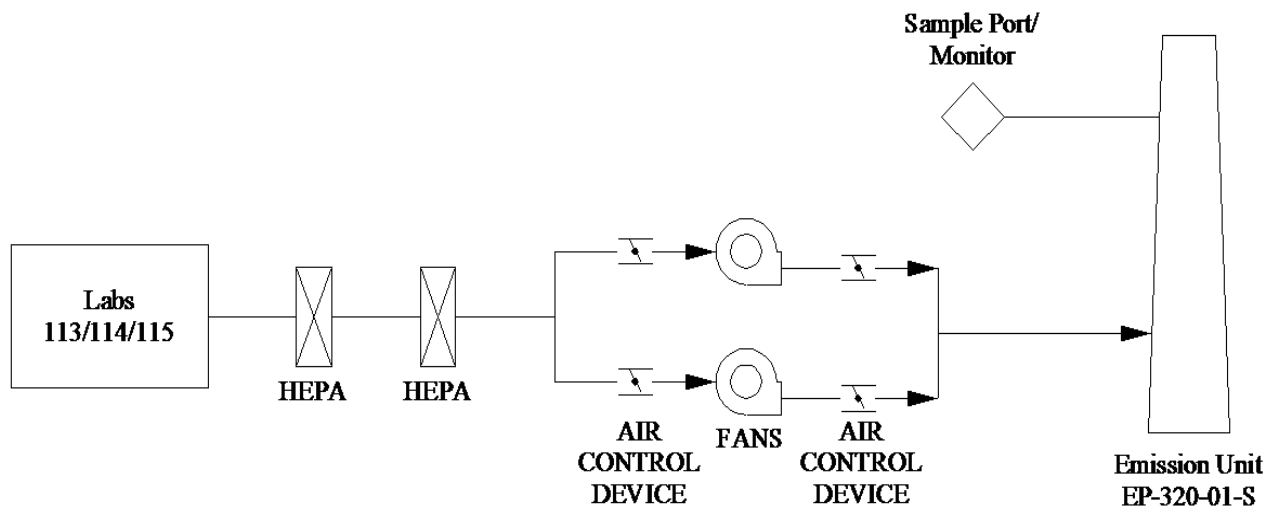 Sample Port/
Monitor
Labs
113/114/115
HEPA
HEPA
AIR
CONTROL
DEVICE
FANS
AIR
CONTROL
DEVICE
Emission Unit
EP-320-01-S